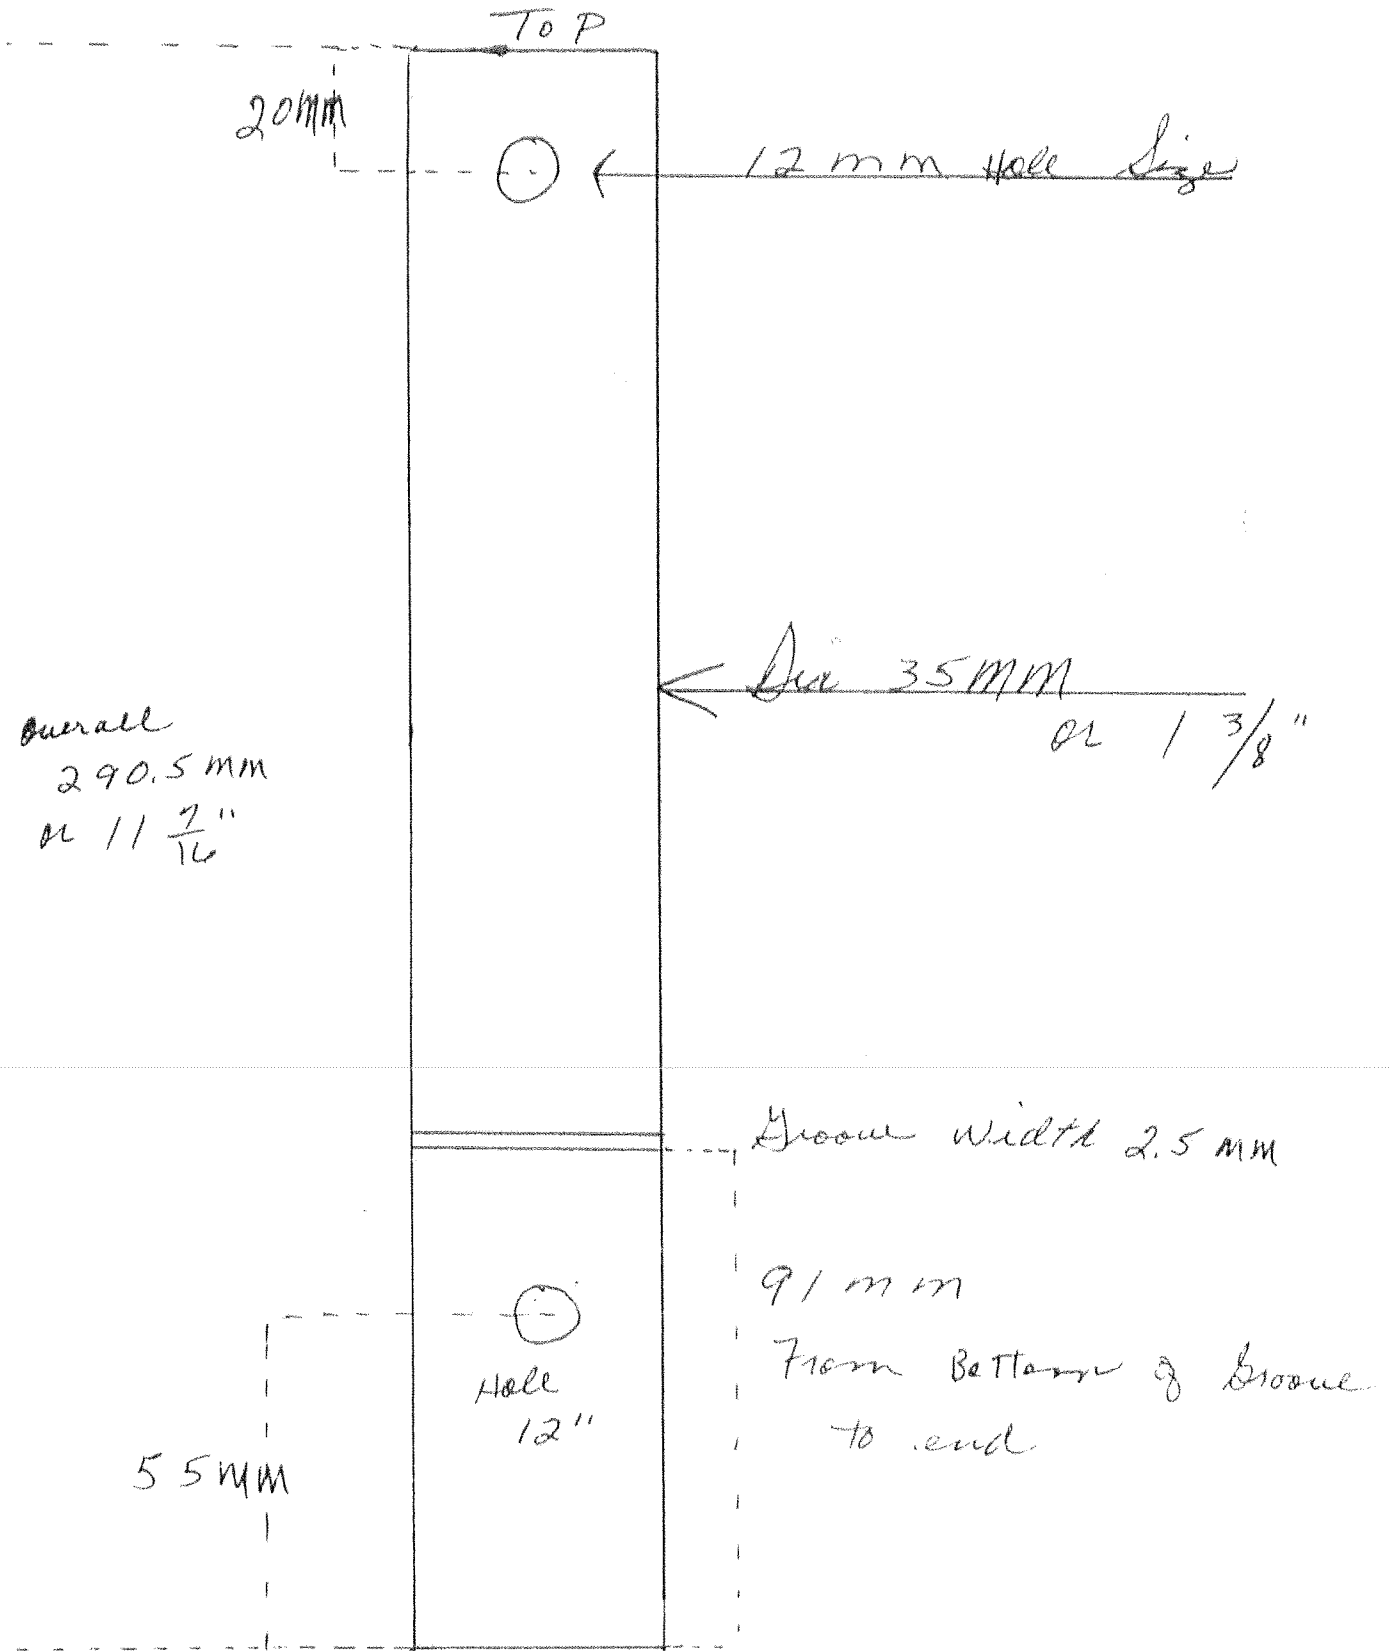 TOP
20mm
12 mm Hole Size
Dia 35MM
or 1 3/8"
Overall
290.5 mm
or 11 7/16"
Groove Width 2.5 mm
91 mm
From Bottom of Groove
to end
Hole
12"
55mm